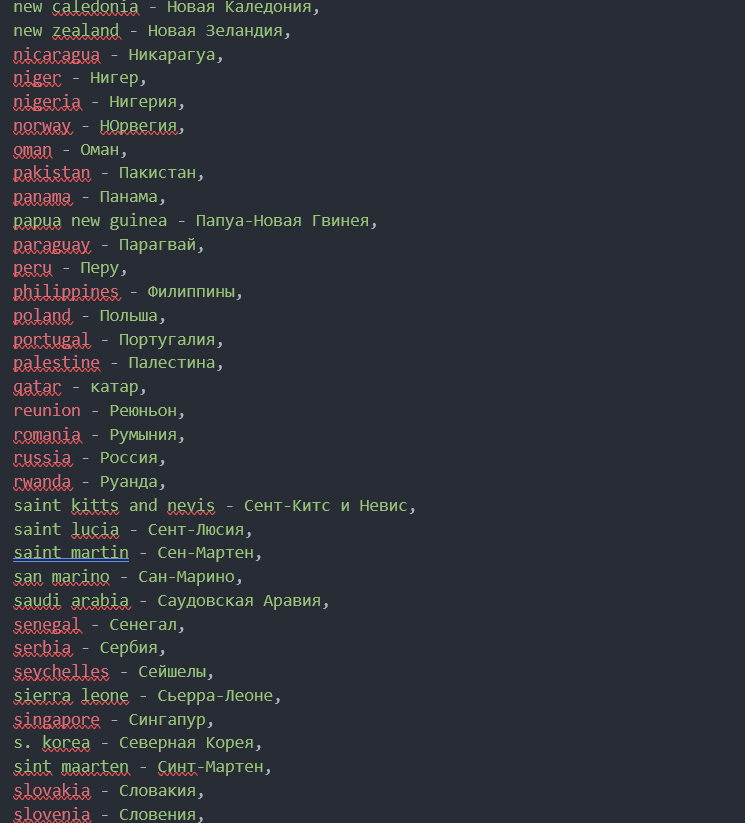 new caledonia - Новая Каледония,
new zealand - Новая Зеландия,
nicaragua - Никарагуа,
niger - Нигер,
nigeria - Нигерия,
norway - НОрвегия,
oman - Оман,
pakistan - Пакистан,
panama - Панама,
papua new guinea - Папуа-Новая Гвинея,
paraguay - Парагвай,
peru - Перу,
philippines - Филиппины,
poland - Польша,
portugal - Португалия,
palestine - Палестина,
qatar - катар,
reunion - Реюньон,
romania - Румыния,
russia - Россия,
rwanda - Руанда,
saint kitts and nevis - Сент-Китс и Невис,
saint lucia - Сент-Люсия,
saint martin - Сен-Мартен,
san marino - Сан-Марино,
saudi arabia - Саудовская Аравия,
senegal - Сенегал,
serbia - Сербия,
seychelles - Сейшелы,
sierra leone - Сьерра-Леоне,
singapore - Сингапур,
s. korea - Северная Корея,
sint maarten - Синт-Мартен,
slovakia - Словакия,
slovenia - Словения,